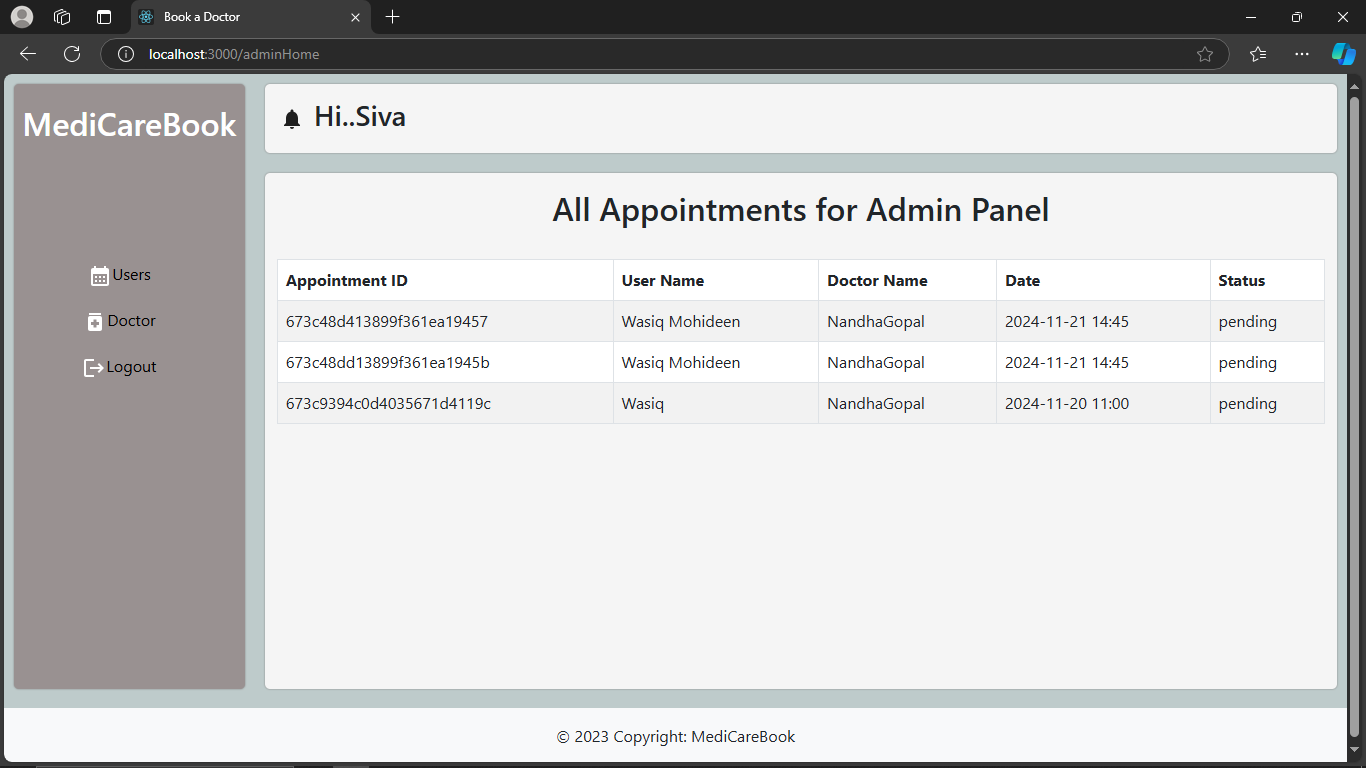 Book a Doctor
localhost:3000/adminHome
MediCareBook
Users
Doctor
Logout
Hi..Siva
All Appointments for Admin Panel
Appointment ID User Name Doctor Name Date Status
673c48d413899f361ea19457 Wasiq Mohideen NandhaGopal 2024-11-21 14:45 pending
673c48dd13899f361ea1945b Wasiq Mohideen NandhaGopal 2024-11-21 14:45 pending
673c9394c0d4035671d4119c Wasiq NandhaGopal 2024-11-20 11:00 pending
© 2023 Copyright: MediCareBook